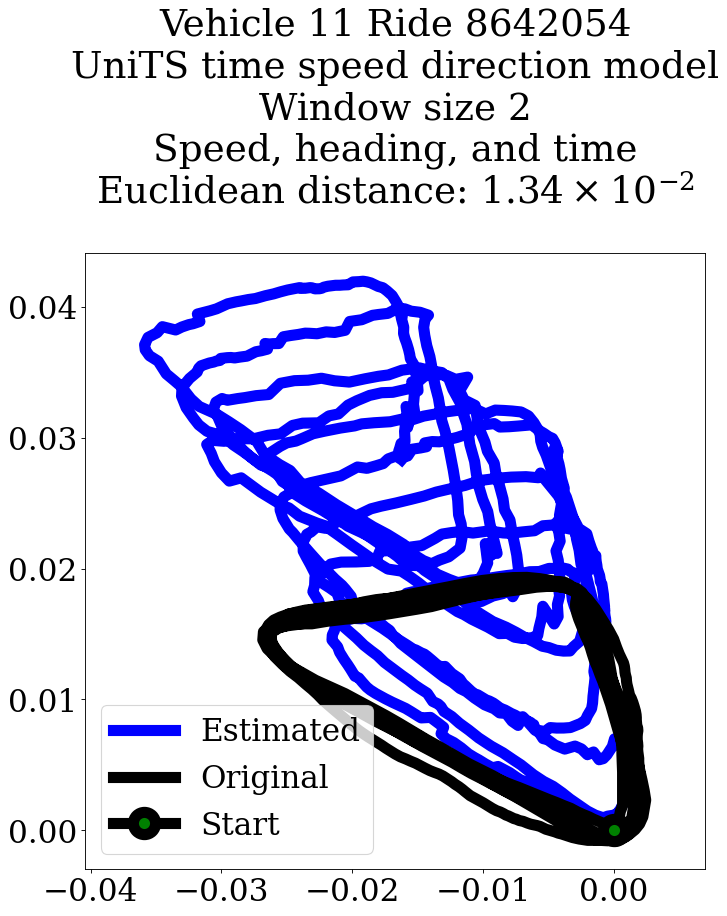 Vehicle 11 Ride 8642054
UniTS time speed direction model
Window size 2
Speed, heading, and time
Euclidean distance: 1.34 × 10⁻²
0.04
0.03
0.02
0.01
0.00
Estimated
Original
Start
−0.04 −0.03 −0.02 −0.01 0.00